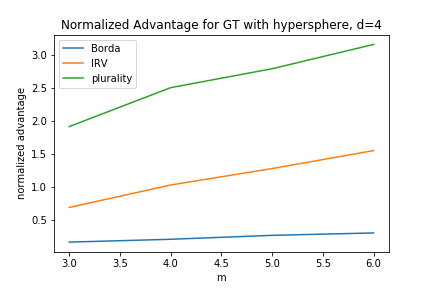 Normalized Advantage for GT with hypersphere, d=4
Borda
IRV
plurality
normalized advantage
3.0
2.5
2.0
1.5
1.0
0.5
3.0 3.5 4.0 4.5 5.0 5.5 6.0
m